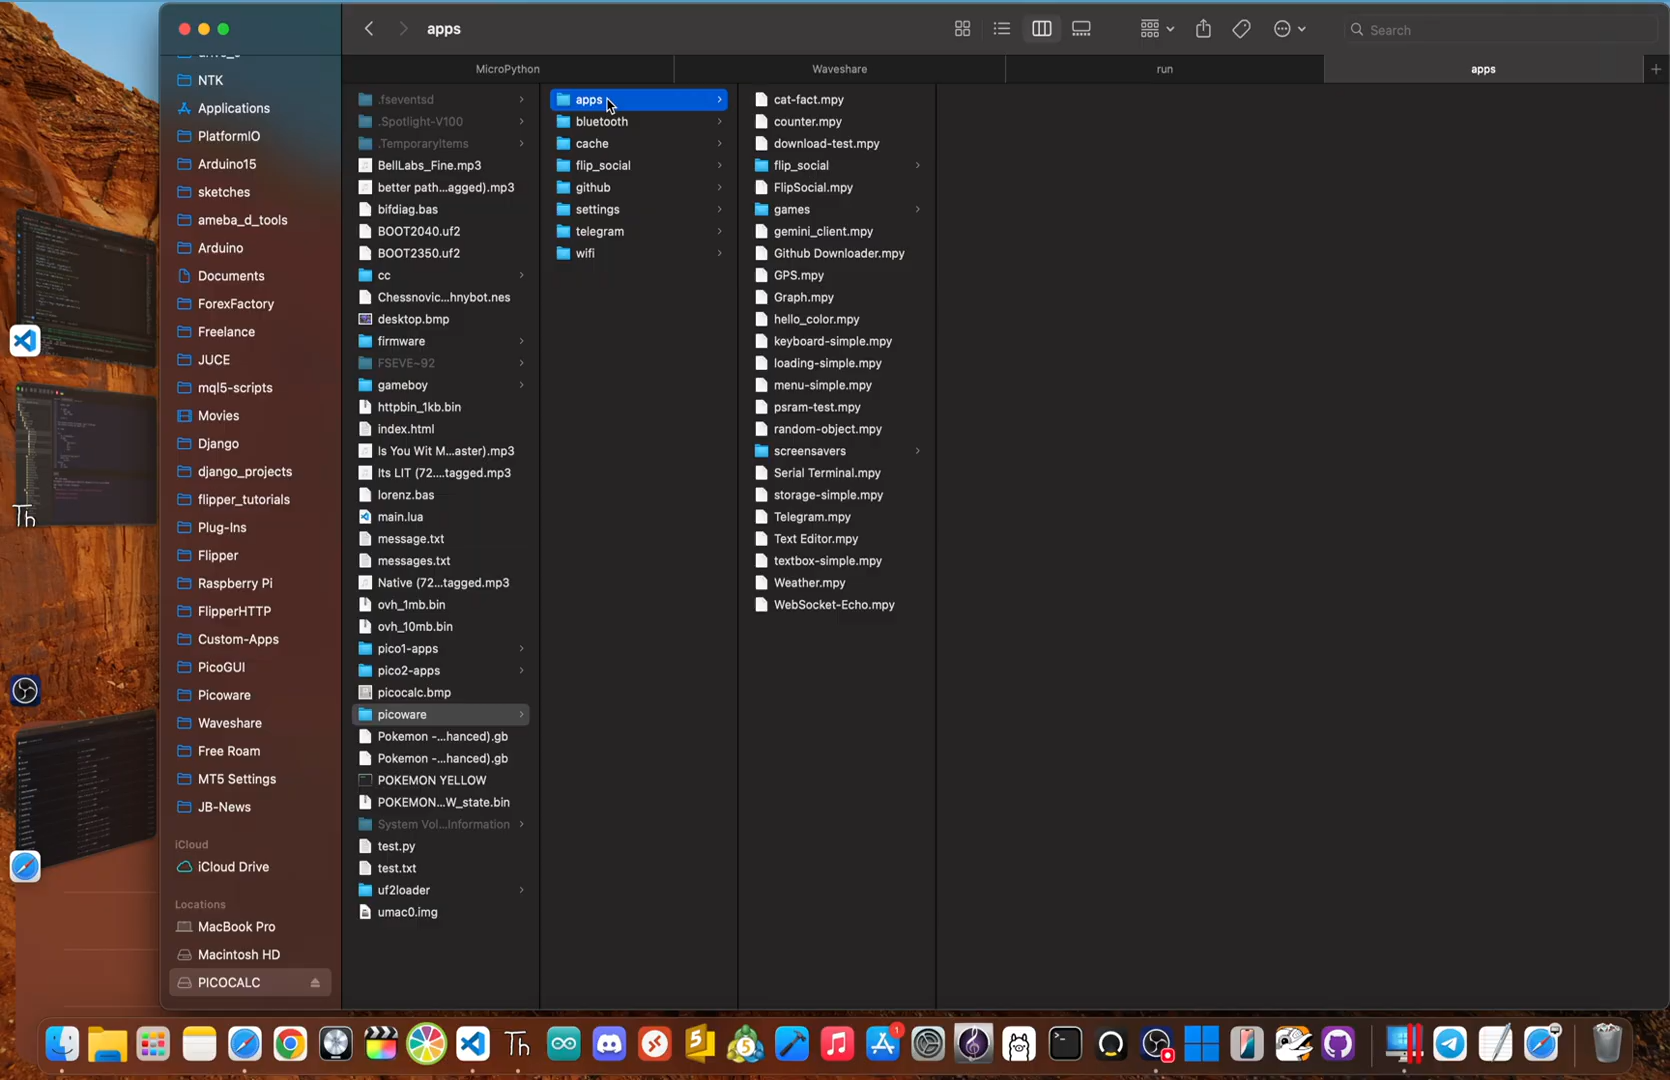 apps
Search
MicroPython
Waveshare
run
apps
NTK
Applications
PlatformIO
Arduino15
sketches
ameba_d_tools
Arduino
Documents
ForexFactory
Freelance
JUCE
mql5-scripts
Movies
Django
django_projects
flipper_tutorials
Plug-Ins
Flipper
Raspberry Pi
FlipperHTTP
Custom-Apps
PicoGUI
Picoware
Waveshare
Free Roam
MT5 Settings
JB-News
iCloud
iCloud Drive
Locations
MacBook Pro
Macintosh HD
PICOCALC
.fseventsd
.Spotlight-V100
.TemporaryItems
BellLabs_Fine.mp3
better path...agged).mp3
bifdiag.bas
BOOT2040.uf2
BOOT2350.uf2
cc
Chessnovic...hnybot.nes
desktop.bmp
firmware
FSEVE~92
gameboy
httpbin_1kb.bin
index.html
Is You Wit M...aster).mp3
Its LIT (72....tagged.mp3
lorenz.bas
main.lua
message.txt
messages.txt
Native (72...tagged.mp3
ovh_1mb.bin
ovh_10mb.bin
pico1-apps
pico2-apps
picocalc.bmp
picoware
Pokemon -...hanced).gb
Pokemon -...hanced).gb
POKEMON YELLOW
POKEMON...W_state.bin
System Vol...Information
test.py
test.txt
uf2loader
umac0.img
apps
bluetooth
cache
flip_social
github
settings
telegram
wifi
cat-fact.mpy
counter.mpy
download-test.mpy
flip_social
FlipSocial.mpy
games
gemini_client.mpy
Github Downloader.mpy
GPS.mpy
Graph.mpy
hello_color.mpy
keyboard-simple.mpy
loading-simple.mpy
menu-simple.mpy
psram-test.mpy
random-object.mpy
screensavers
Serial Terminal.mpy
storage-simple.mpy
Telegram.mpy
Text Editor.mpy
textbox-simple.mpy
Weather.mpy
WebSocket-Echo.mpy
Th
Th
5
5
1